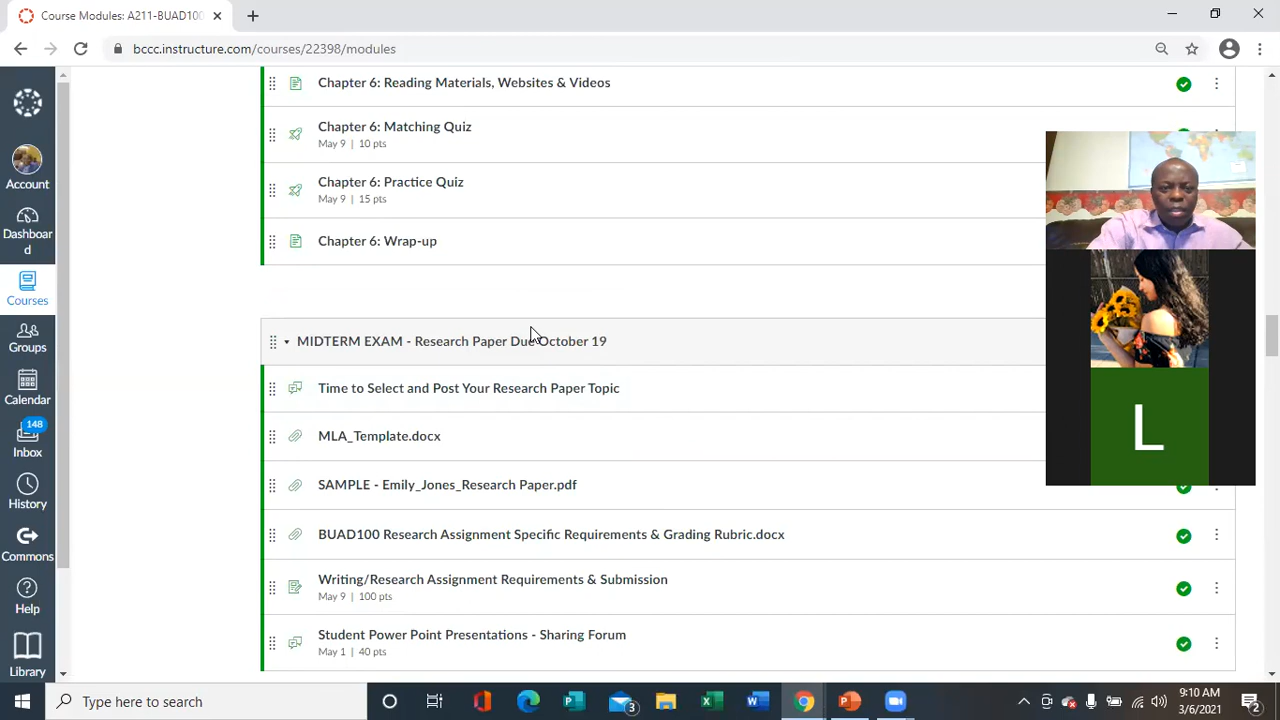 Course Modules: A211-BUAD100
bccc.instructure.com/courses/22398/modules
Chapter 6: Reading Materials, Websites & Videos
Chapter 6: Matching Quiz
May 9 | 10 pts
Chapter 6: Practice Quiz
May 9 | 15 pts
Chapter 6: Wrap-up
MIDTERM EXAM - Research Paper Due October 19
Time to Select and Post Your Research Paper Topic
MLA_Template.docx
SAMPLE - Emily_Jones_Research Paper.pdf
BUAD100 Research Assignment Specific Requirements & Grading Rubric.docx
Writing/Research Assignment Requirements & Submission
May 9 | 100 pts
Student Power Point Presentations - Sharing Forum
May 1 | 40 pts
Account
Dashboar
d
Courses
Groups
Calendar
148
Inbox
History
Commons
Help
Library
L
Type here to search
3
9:10 AM
3/6/2021
2